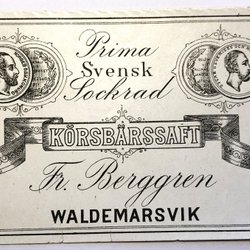 Prima
Svensk
Sockrad
KÖRSBÄRSSAFT
Fr. Berggren
WALDEMARSVIK